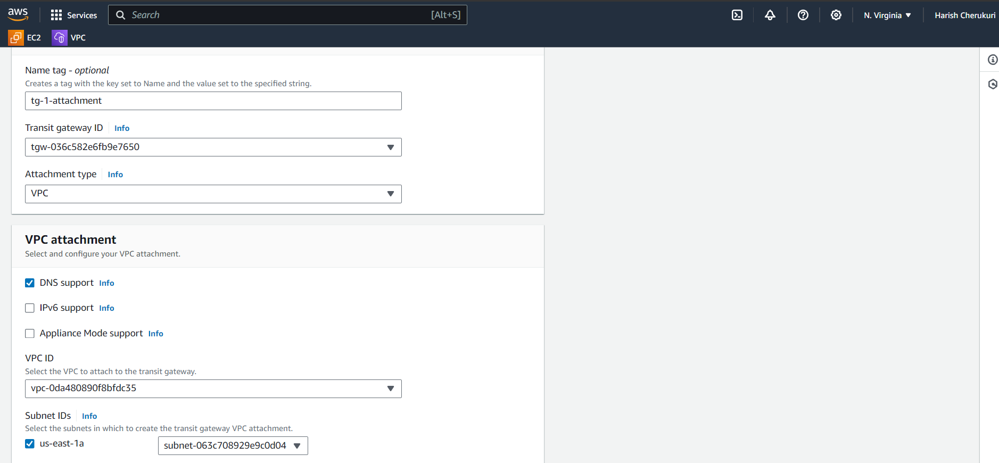 aws
Services
Search [Alt+S]
N. Virginia
Harish Cherukuri
EC2
VPC
Name tag - optional
Creates a tag with the key set to Name and the value set to the specified string.
tg-1-attachment
Transit gateway ID Info
tgw-036c582e6fb9e7650
Attachment type Info
VPC
VPC attachment
Select and configure your VPC attachment.
DNS support Info
IPv6 support Info
Appliance Mode support Info
VPC ID
Select the VPC to attach to the transit gateway.
vpc-0da480890f8bfdc35
Subnet IDs Info
Select the subnets in which to create the transit gateway VPC attachment.
us-east-1a
subnet-063c708929e9c0d04